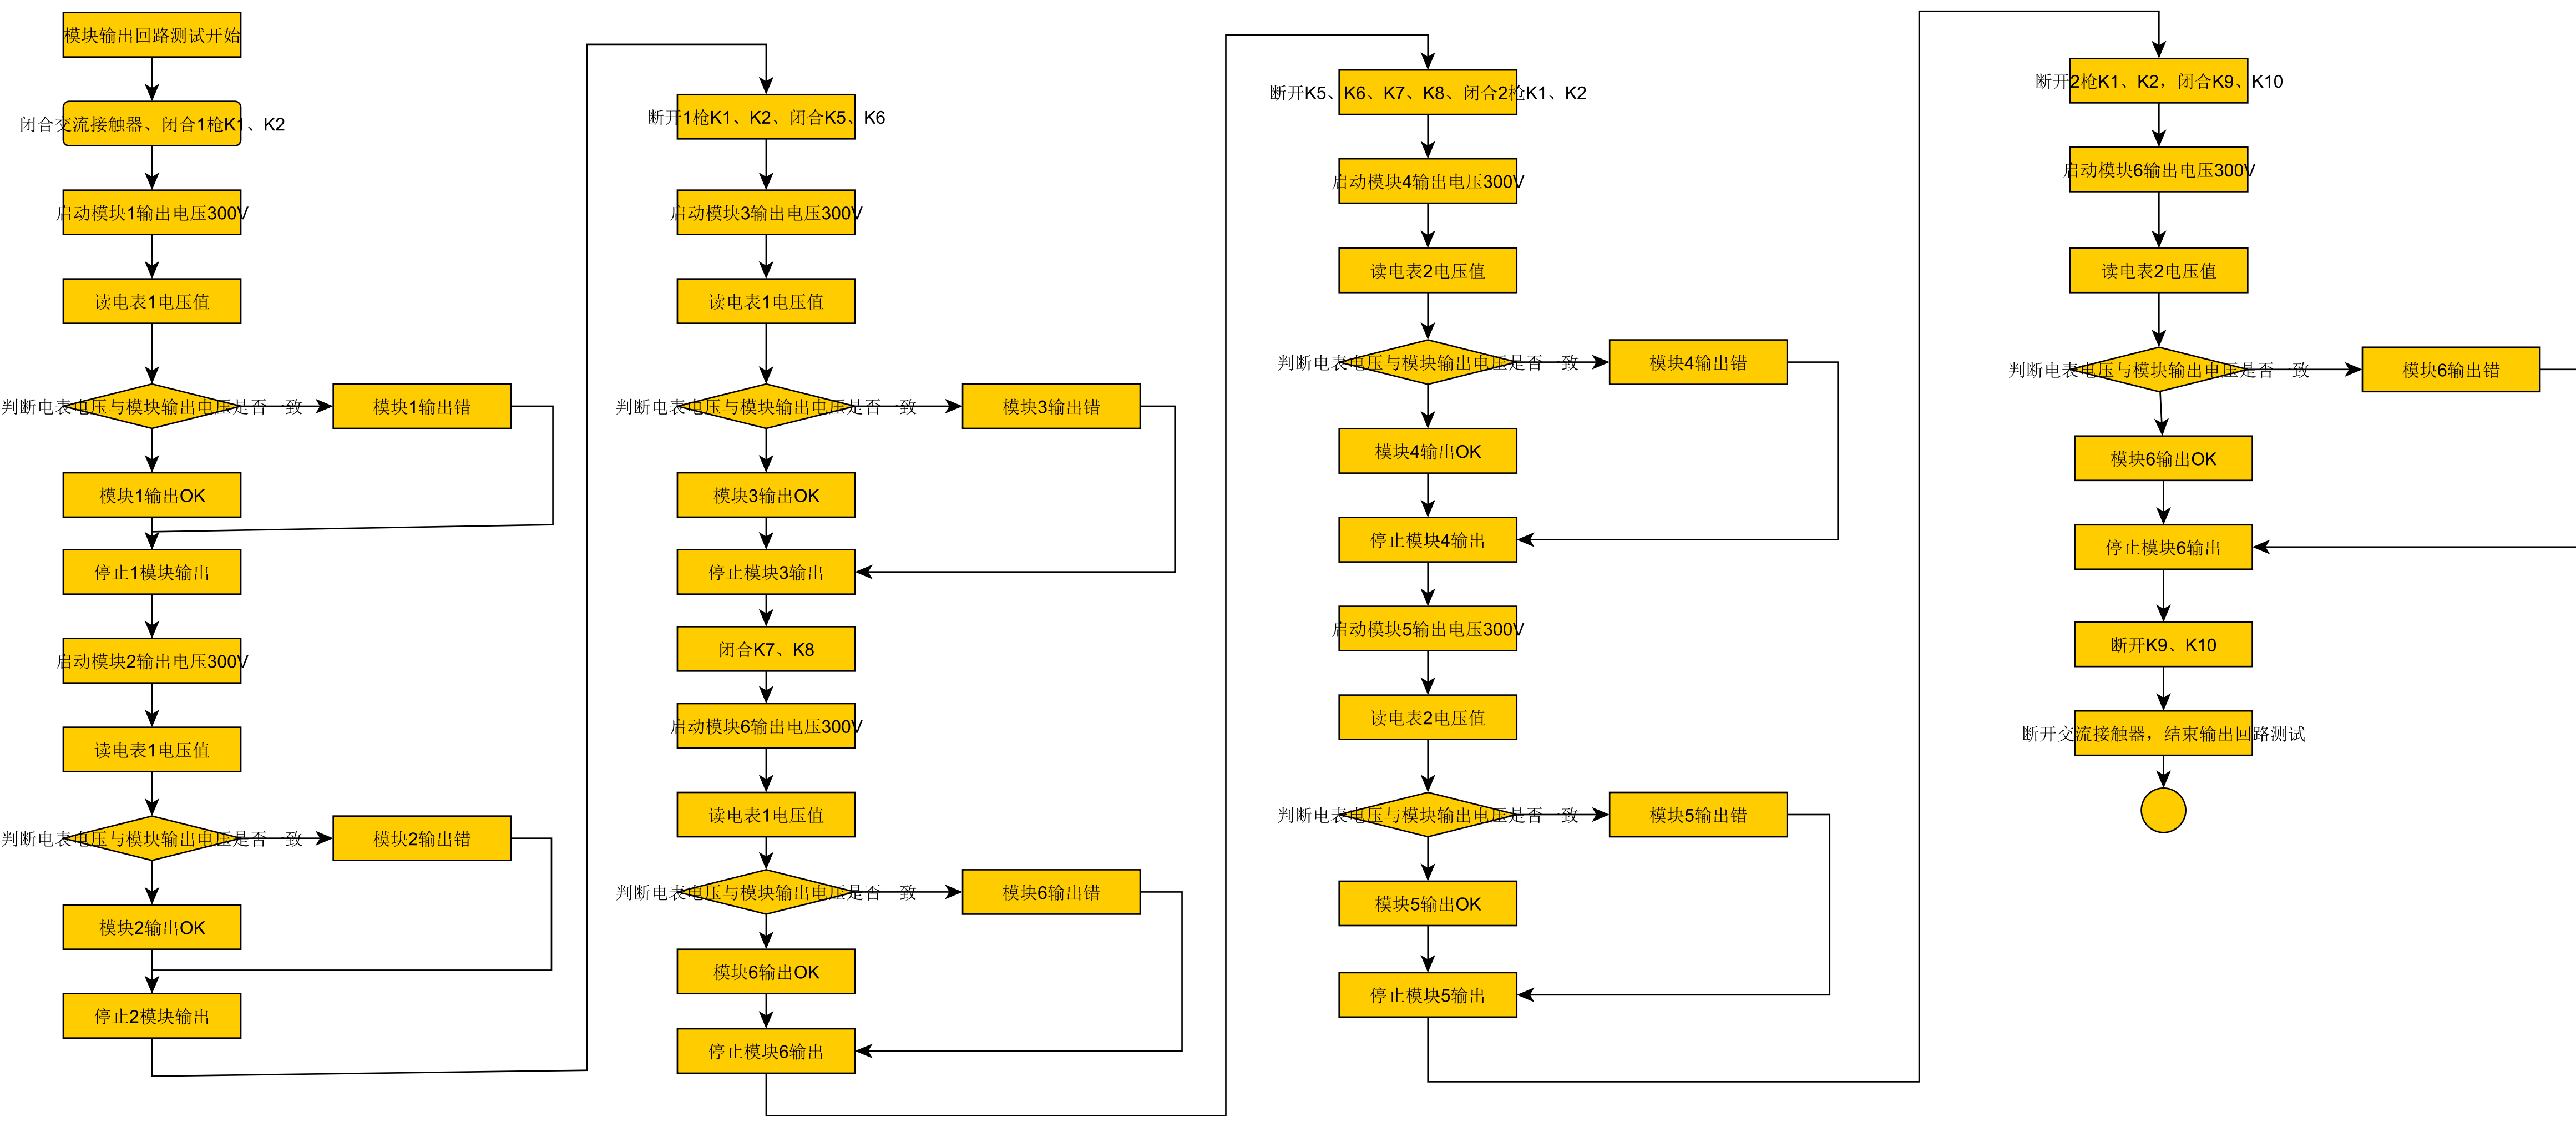 模块输出回路测试开始
闭合交流接触器、闭合1枪K1、K2
启动模块1输出电压300V
读电表1电压值
判断电表电压与模块输出电压是否一致
模块1输出错
模块1输出OK
停止1模块输出
启动模块2输出电压300V
读电表1电压值
判断电表电压与模块输出电压是否一致
模块2输出错
模块2输出OK
停止2模块输出
断开1枪K1、K2、闭合K5、K6
启动模块3输出电压300V
读电表1电压值
判断电表电压与模块输出电压是否一致
模块3输出错
模块3输出OK
停止模块3输出
闭合K7、K8
启动模块6输出电压300V
读电表1电压值
判断电表电压与模块输出电压是否一致
模块6输出错
模块6输出OK
停止模块6输出
断开K5、K6、K7、K8、闭合2枪K1、K2
启动模块4输出电压300V
读电表2电压值
判断电表电压与模块输出电压是否一致
模块4输出错
模块4输出OK
停止模块4输出
启动模块5输出电压300V
读电表2电压值
判断电表电压与模块输出电压是否一致
模块5输出错
模块5输出OK
停止模块5输出
断开2枪K1、K2，闭合K9、K10
启动模块6输出电压300V
读电表2电压值
判断电表电压与模块输出电压是否一致
模块6输出错
模块6输出OK
停止模块6输出
断开K9、K10
断开交流接触器，结束输出回路测试